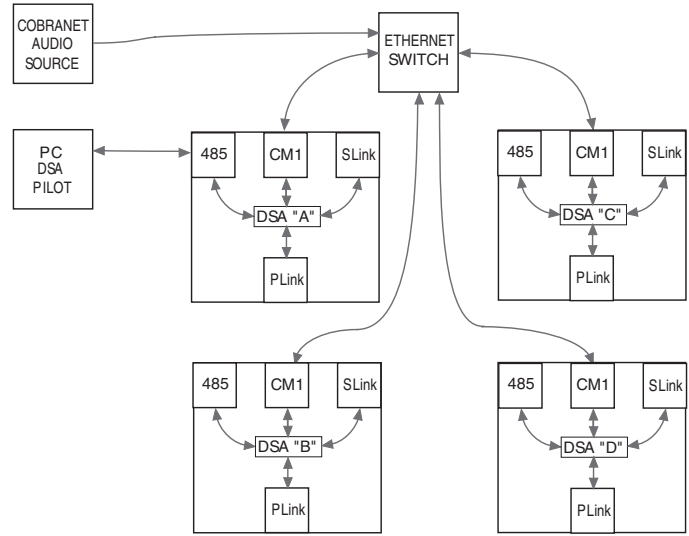 COBRANET
AUDIO
SOURCE
ETHERNET
SWITCH
PC
DSA
PILOT
485
CM1
SLink
DSA "A"
PLink
485
CM1
SLink
DSA "C"
PLink
485
CM1
SLink
DSA "B"
PLink
485
CM1
SLink
DSA "D"
PLink